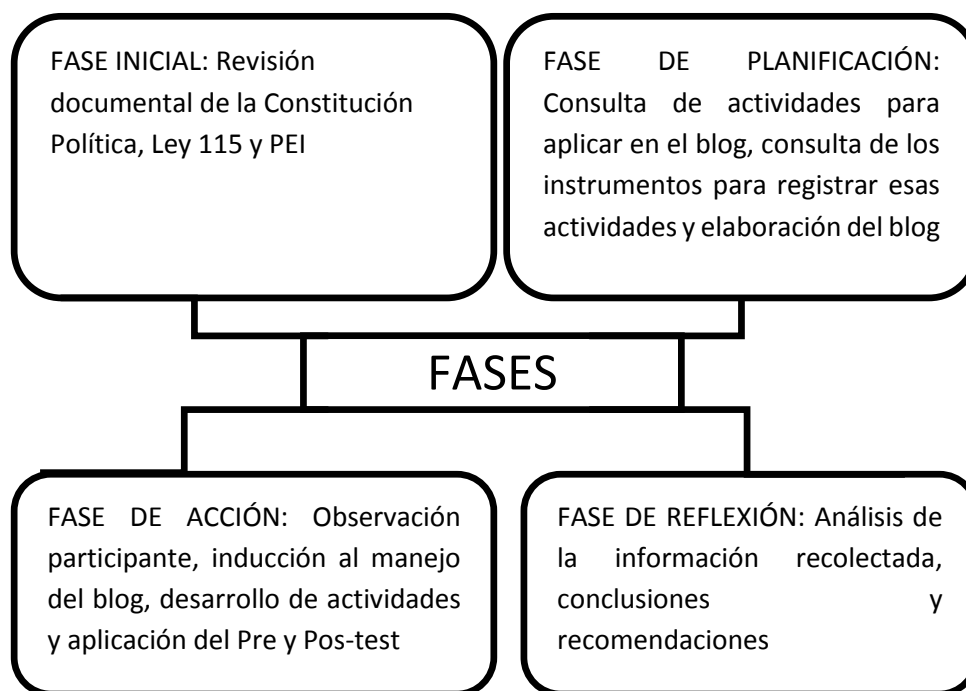 FASE INICIAL: Revisión
documental de la Constitución
Política, Ley 115 y PEI
FASE DE PLANIFICACIÓN:
Consulta de actividades para
aplicar en el blog, consulta de los
instrumentos para registrar esas
actividades y elaboración del blog
FASES
FASE DE ACCIÓN: Observación
participante, inducción al manejo
del blog, desarrollo de actividades
y aplicación del Pre y Pos-test
FASE DE REFLEXIÓN: Análisis de
la información recolectada,
conclusiones y
recomendaciones